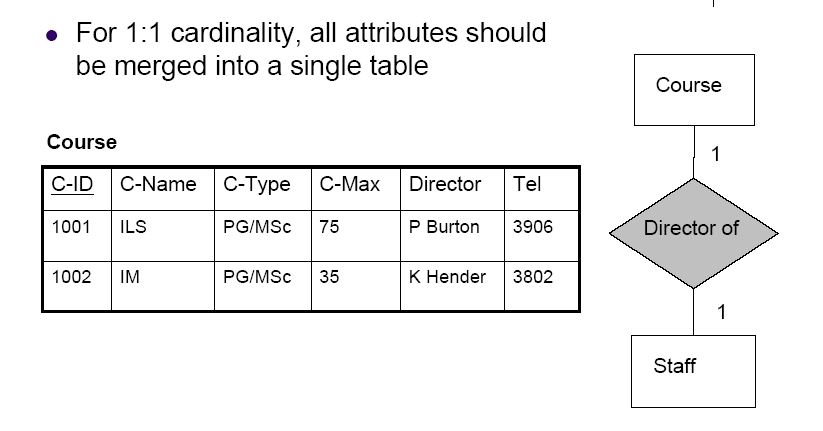 For 1:1 cardinality, all attributes should
be merged into a single table
Course
C-ID C-Name C-Type C-Max Director Tel
1001 ILS PG/MSc 75 P Burton 3906
1002 IM PG/MSc 35 K Hender 3802
Course
1
Director of
1
Staff